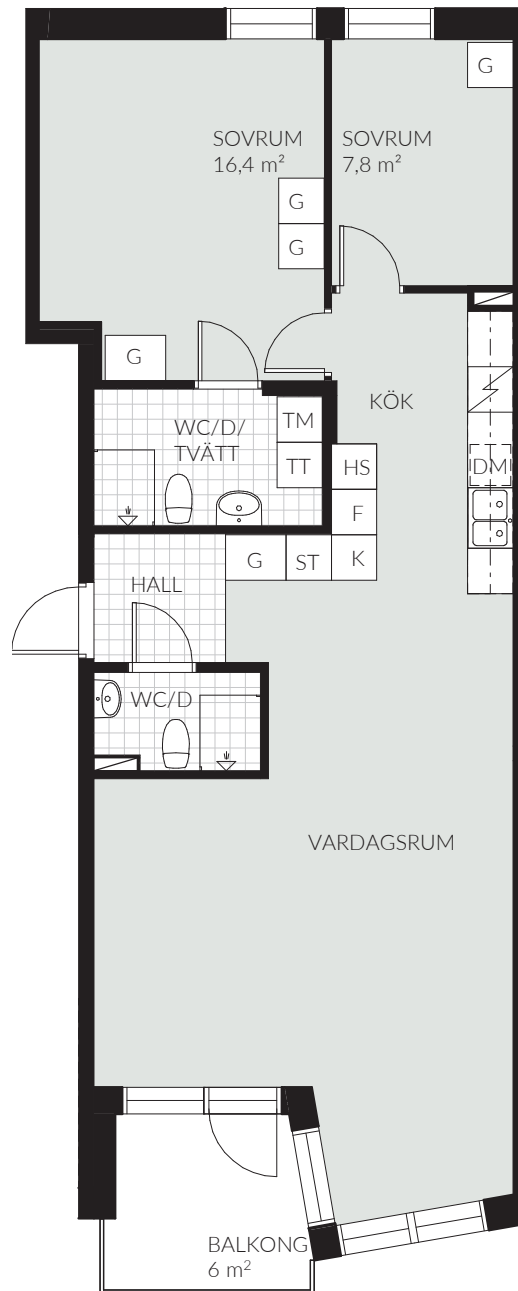 G
SOVRUM
16,4 m²
SOVRUM
7,8 m²
G
G
G
KÖK
WC/D/
TVÄTT
TM
TT
HS
DM
F
G
ST
K
HALL
WC/D
VARDAGSRUM
BALKONG
6 m²